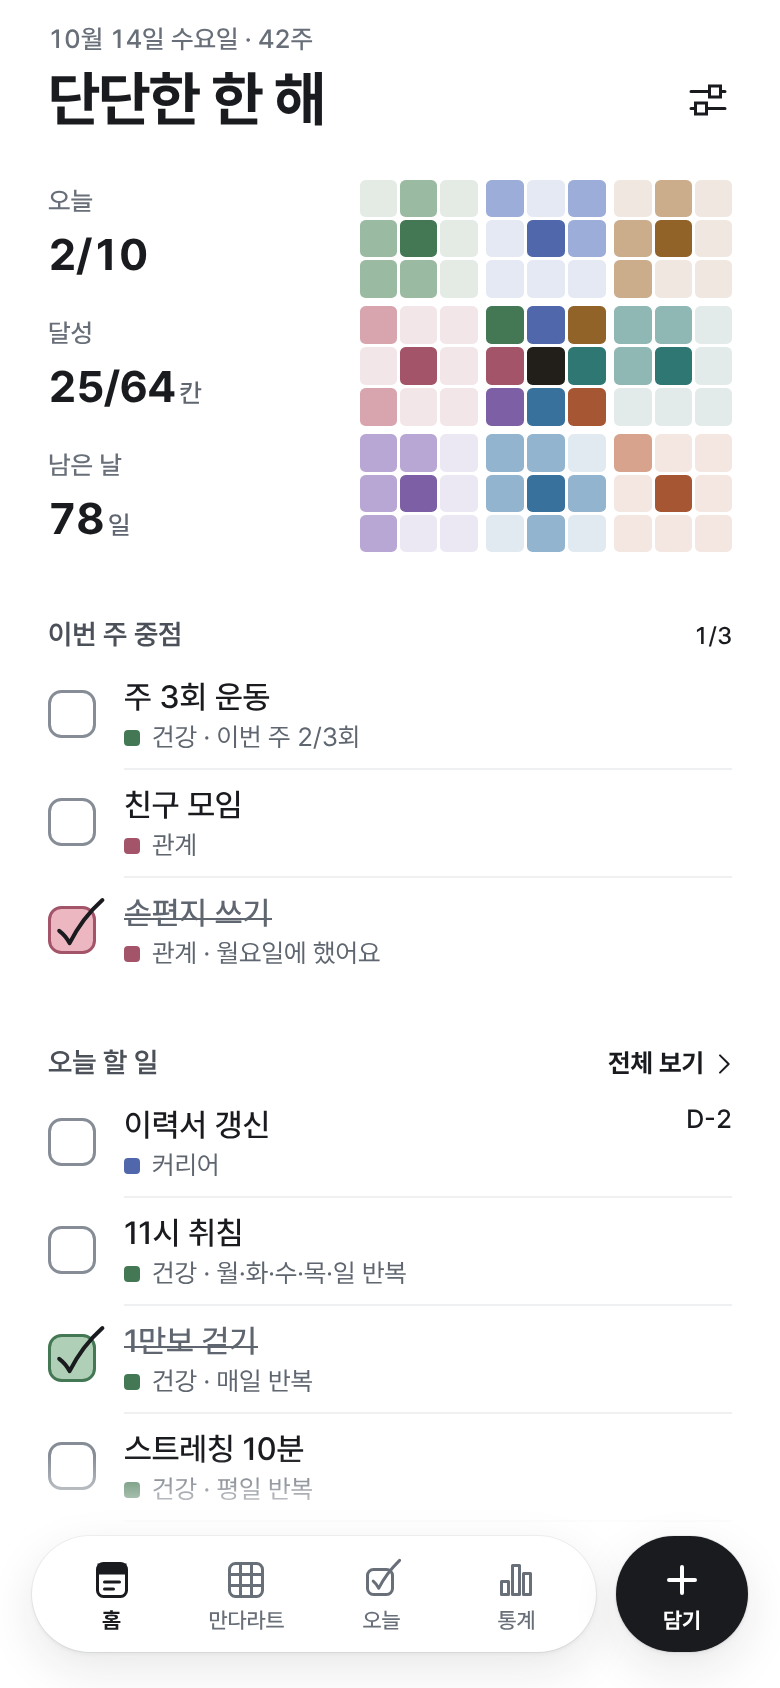 10월 14일 수요일 · 42주
단단한 한 해
오늘
2/10
달성
25/64칸
남은 날
78일
이번 주 중점
1/3
주 3회 운동
건강 · 이번 주 2/3회
친구 모임
관계
손편지 쓰기
관계 · 월요일에 했어요
오늘 할 일
전체 보기
이력서 갱신
D-2
커리어
11시 취침
건강 · 월·화·수·목·일 반복
1만보 걷기
건강 · 매일 반복
스트레칭 10분
건강 · 평일 반복
홈
만다라트
오늘
통계
담기